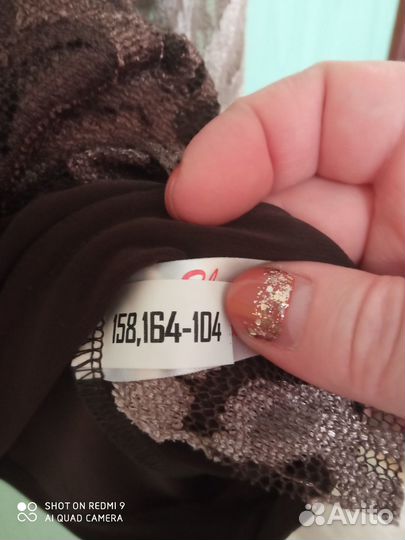 158,164-104
SHOT ON REDMI 9
AI QUAD CAMERA
Avito